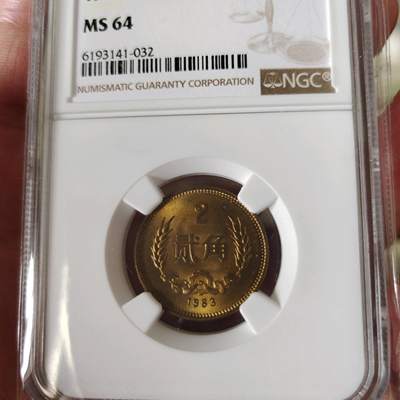 MS 64
6193141-032
NUMISMATIC GUARANTY CORPORATION
NGC®
2
贰角
1983